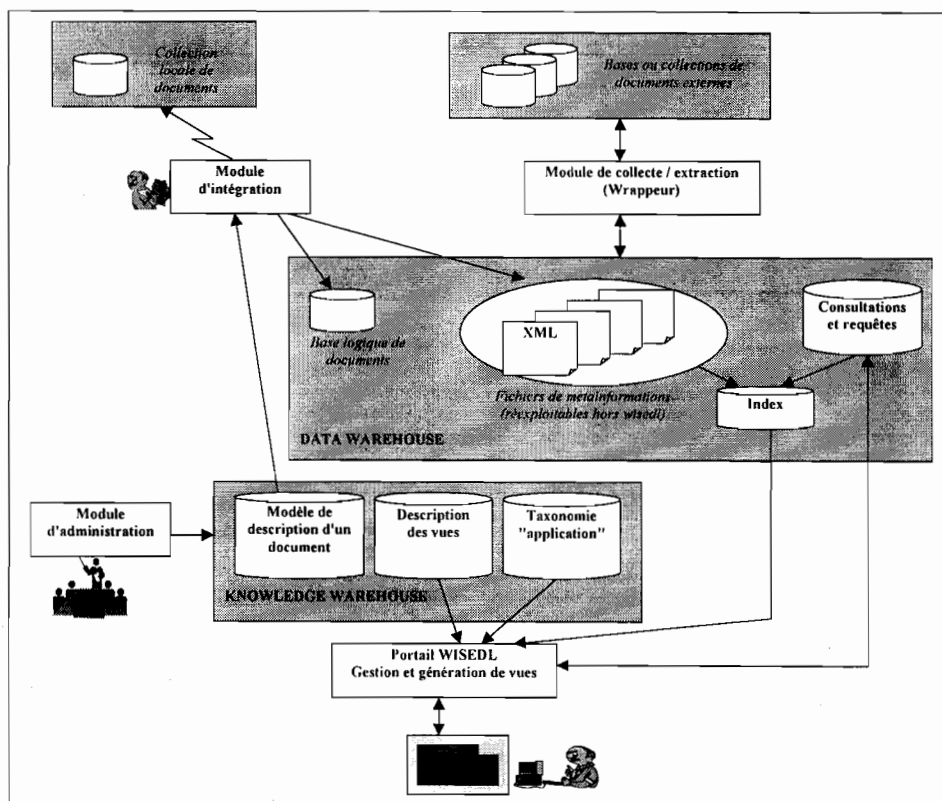 Collection
locale de
documents
Bases ou collections de
documents externes
Module
d'intégration
Module de collecte / extraction
(Wrappeur)
Base logique de
documents
XML
Fichiers de metainformations
(réexploitables hors wisedl)
Consultations
et requêtes
Index
DATA WAREHOUSE
Module
d'administration
Modèle de
description d'un
document
Description
des vues
Taxonomie
"application"
KNOWLEDGE WAREHOUSE
Portail WISEDL
Gestion et génération de vues